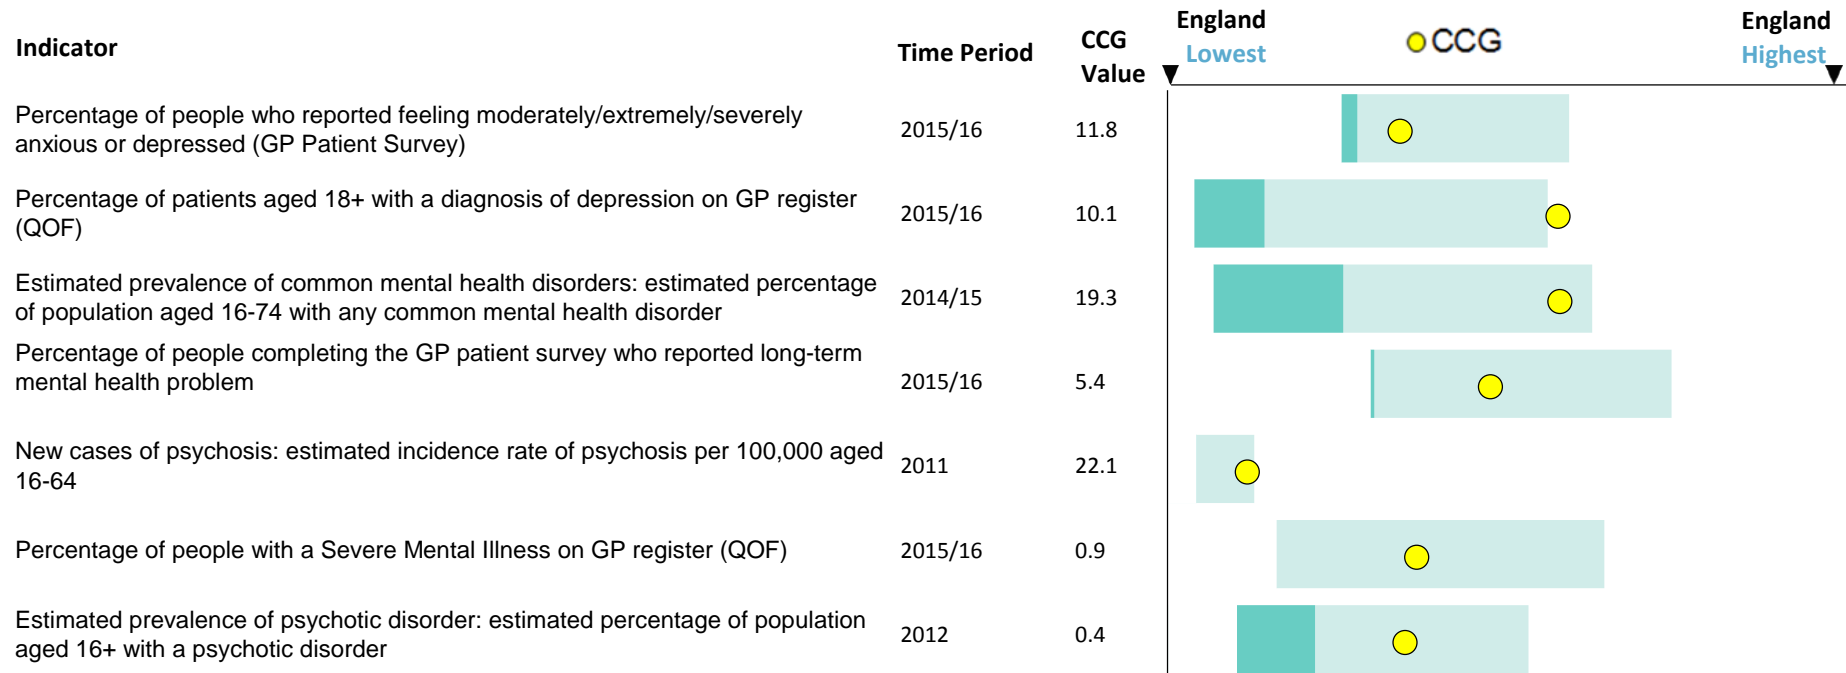 Indicator
Time Period
CCG
Value
England
Lowest
CCG
England
Highest
Percentage of people who reported feeling moderately/extremely/severely
anxious or depressed (GP Patient Survey)
2015/16
11.8
Percentage of patients aged 18+ with a diagnosis of depression on GP register
(QOF)
2015/16
10.1
Estimated prevalence of common mental health disorders: estimated percentage
of population aged 16-74 with any common mental health disorder
2014/15
19.3
Percentage of people completing the GP patient survey who reported long-term
mental health problem
2015/16
5.4
New cases of psychosis: estimated incidence rate of psychosis per 100,000 aged
16-64
2011
22.1
Percentage of people with a Severe Mental Illness on GP register (QOF)
2015/16
0.9
Estimated prevalence of psychotic disorder: estimated percentage of population
aged 16+ with a psychotic disorder
2012
0.4